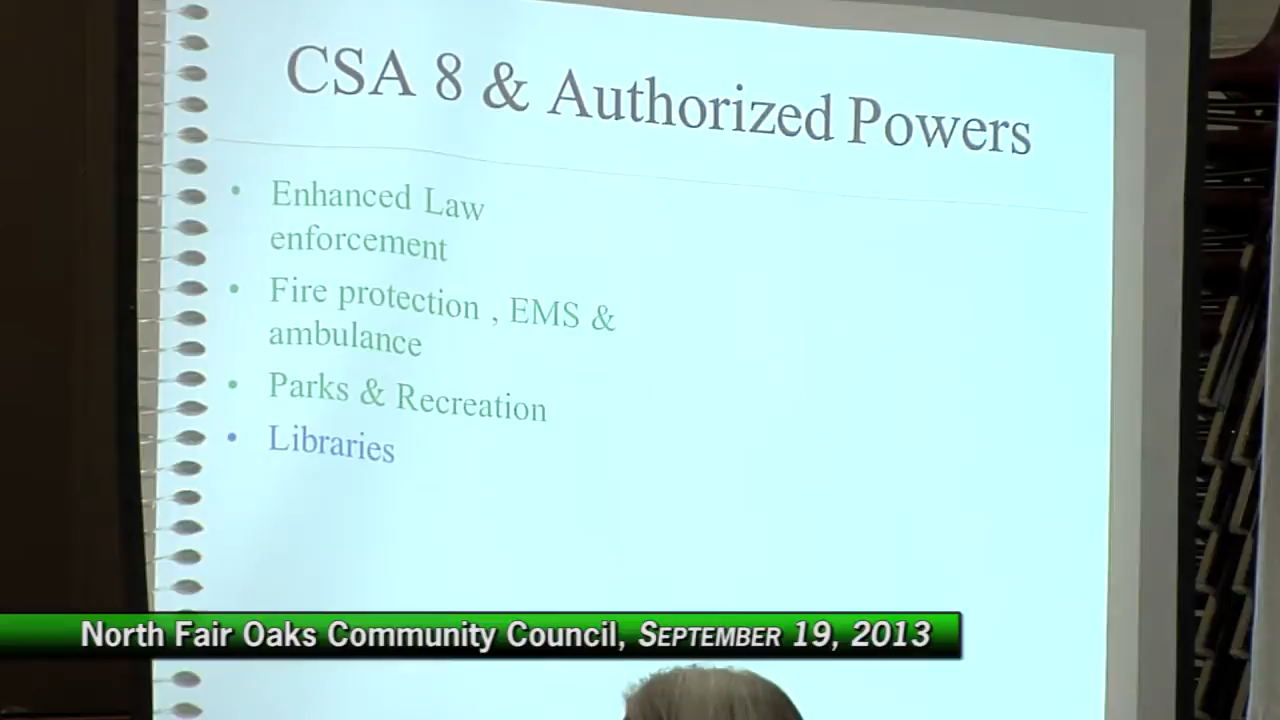 CSA 8 & Authorized Powers
• Enhanced Law
enforcement
• Fire protection , EMS &
ambulance
• Parks & Recreation
• Libraries
North Fair Oaks Community Council, September 19, 2013